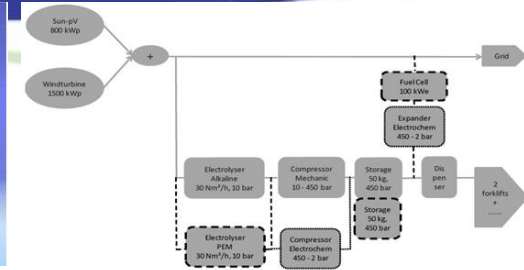 Sun-pV
800 kWp
+
Grid
Windturbine
1500 kWp
Fuel Cell
100 kWe
Expander
Electrochem
450 - 2 bar
Electrolyser
Alkaline
30 Nm³/h, 10 bar
Compressor
Mechanic
10 - 450 bar
Storage
50 kg,
450 bar
Dis
pen
ser
2
forklifts
+
......
Storage
50 kg,
450 bar
Electrolyser
PEM
30 Nm³/h, 10 bar
Compressor
Electrochem
450 - 2 bar